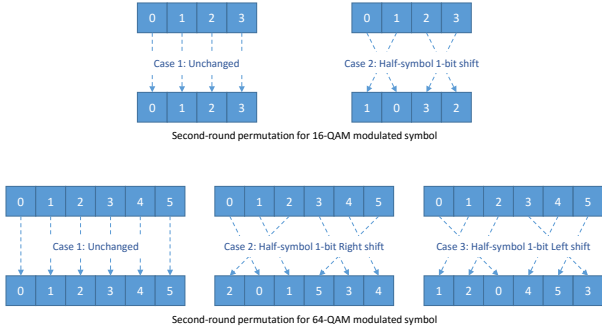 0 1 2 3 0 1 2 3
Case 1: Unchanged Case 2: Half-symbol 1-bit shift
0 1 2 3 1 0 3 2
Second-round permutation for 16-QAM modulated symbol
0 1 2 3 4 5 0 1 2 3 4 5 0 1 2 3 4 5
Case 1: Unchanged Case 2: Half-symbol 1-bit Right shift Case 3: Half-symbol 1-bit Left shift
0 1 2 3 4 5 2 0 1 5 3 4 1 2 0 4 5 3
Second-round permutation for 64-QAM modulated symbol